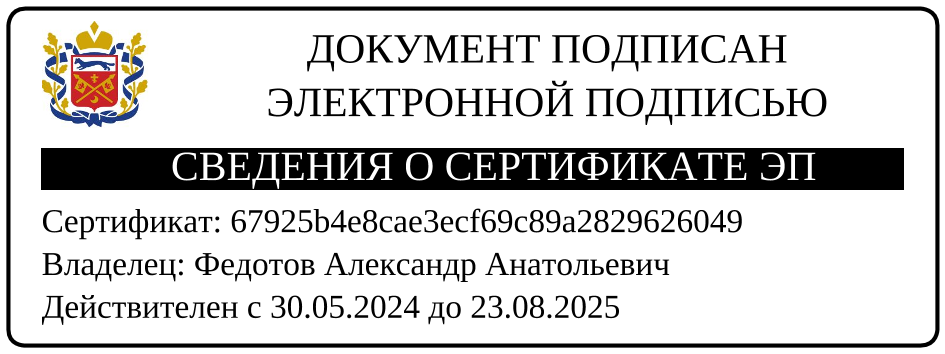 ДОКУМЕНТ ПОДПИСАН
ЭЛЕКТРОННОЙ ПОДПИСЬЮ
СВЕДЕНИЯ О СЕРТИФИКАТЕ ЭП
Сертификат: 67925b4e8cae3ecf69c89a2829626049
Владелец: Федотов Александр Анатольевич
Действителен с 30.05.2024 до 23.08.2025